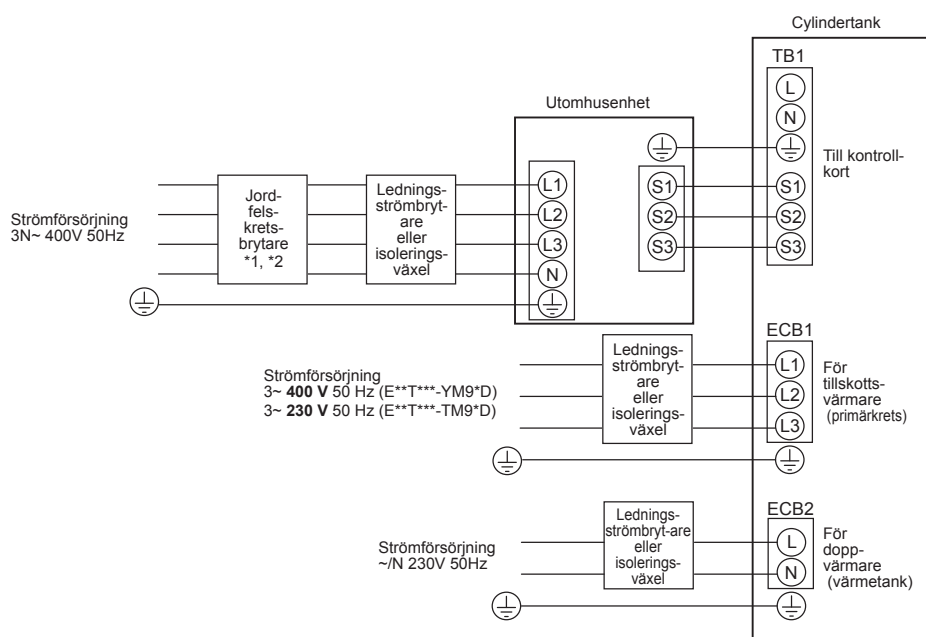 Cylindertank
TB1
L
N
Till kontroll-
kort
S1
S2
S3
Utomhusenhet
S1
S2
S3
L1
L2
L3
N
Strömförsörjning
3N~ 400V 50Hz
Jord-
fels-
krets-
brytare
*1, *2
Lednings-
strömbryt-
are
eller
isolerings-
växel
ECB1
L1
L2
L3
För
tillskotts-
värmare
(primärkrets)
Lednings-
strömbryt-
are
eller
isolerings-
växel
Strömförsörjning
3~ 400 V 50 Hz (E**T***-YM9*D)
3~ 230 V 50 Hz (E**T***-TM9*D)
ECB2
L
N
För
dopp-
värmare
(värmetank)
Lednings-
strömbryt-are
eller
isolerings-
växel
Strömförsörjning
~/N 230V 50Hz